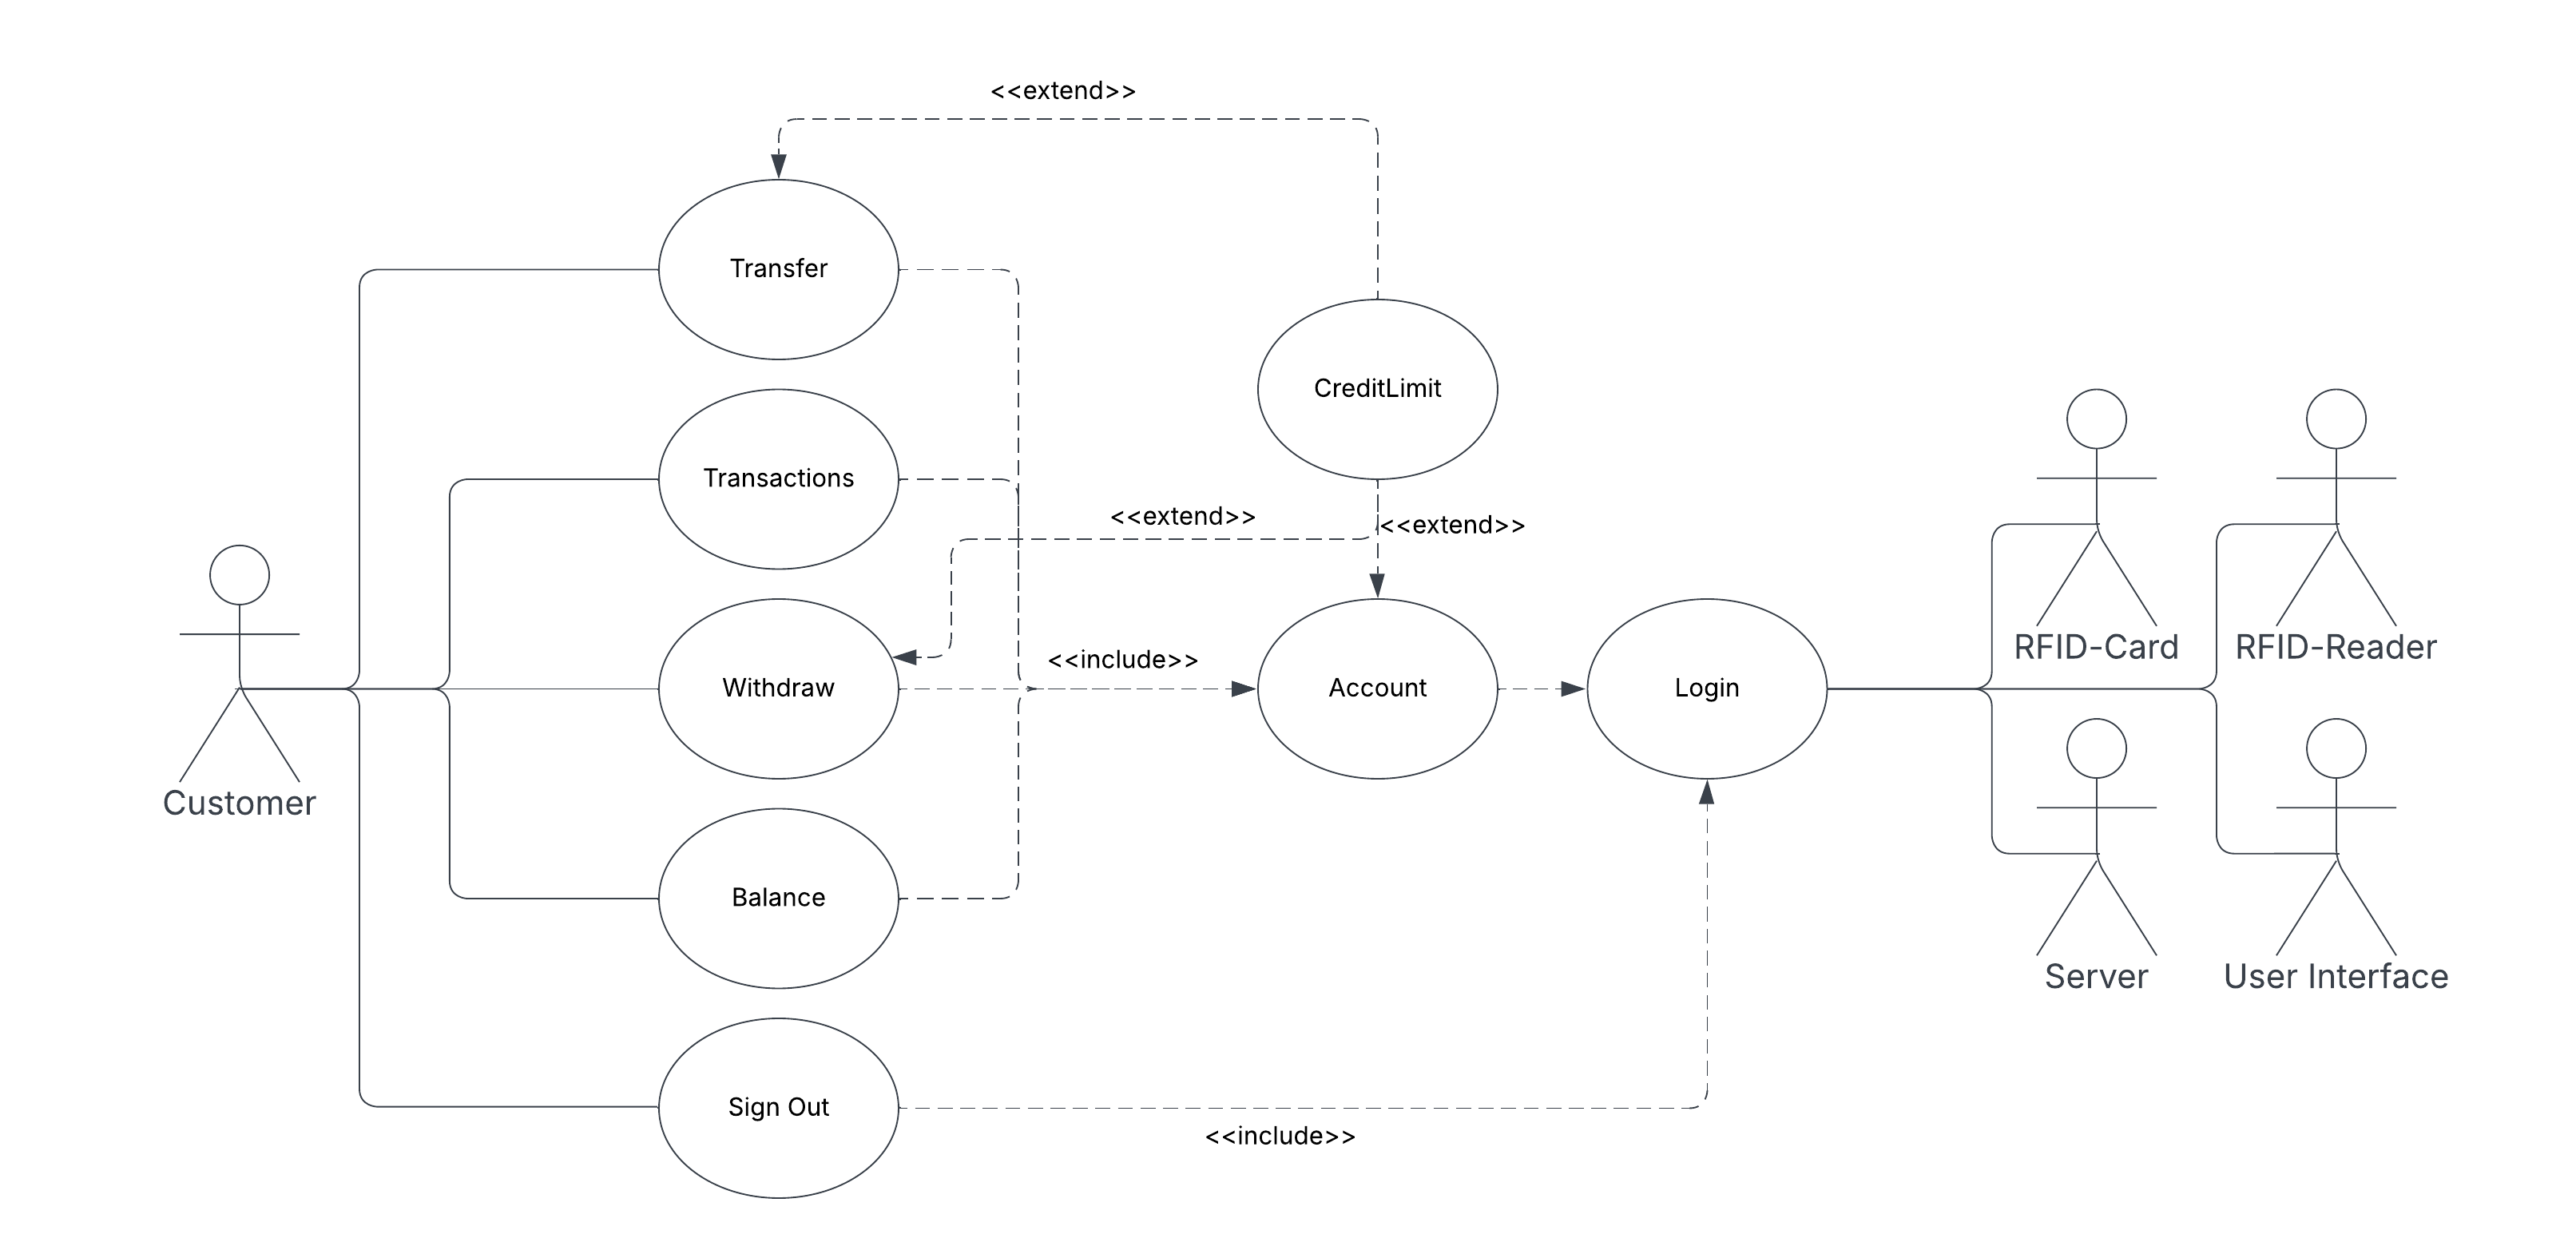 <<extend>>
Transfer
CreditLimit
Transactions
<<extend>>
<<extend>>
RFID-Card
RFID-Reader
<<include>>
Withdraw
Account
Login
Customer
Balance
Server
User Interface
Sign Out
<<include>>